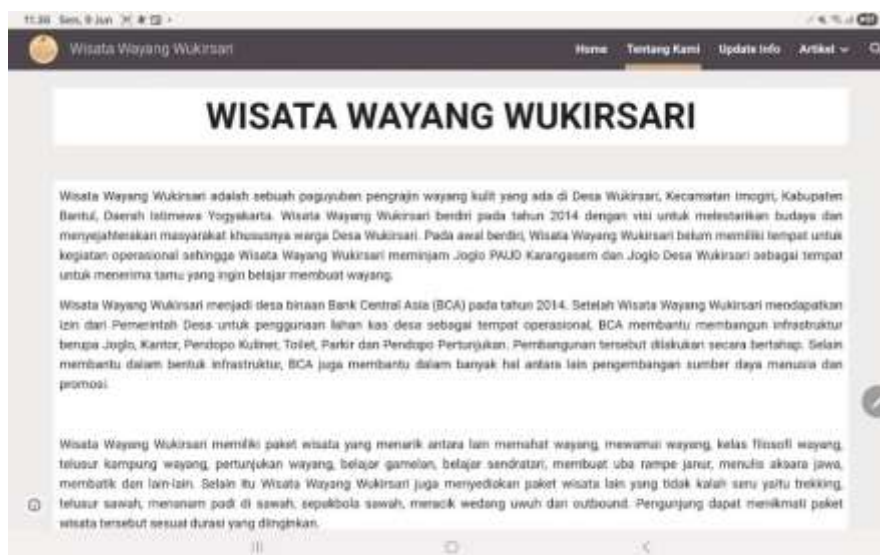 11.36 Sen, 9 Jun
Wisata Wayang Wukirsari
Home Tentang Kami Update Info Artikel
WISATA WAYANG WUKIRSARI
Wisata Wayang Wukirsari adalah sebuah paguyuban pengrajin wayang kulit yang ada di Desa Wukirsari, Kecamatan Imogiri, Kabupaten
Bantul, Daerah Istimewa Yogyakarta. Wisata Wayang Wukirsari berdiri pada tahun 2014 dengan visi untuk melestarikan budaya dan
menyejahterakan masyarakat khususnya warga Desa Wukirsari. Pada awal berdiri, Wisata Wayang Wukirsari belum memiliki tempat untuk
kegiatan operasional sehingga Wisata Wayang Wukirsari meminjam Joglo PAUD Karangasem dan Joglo Desa Wukirsari sebagai tempat
untuk menerima tamu yang ingin belajar membuat wayang.
Wisata Wayang Wukirsari menjadi desa binaan Bank Central Asia (BCA) pada tahun 2014. Setelah Wisata Wayang Wukirsari mendapatkan
izin dari Pemerintah Desa untuk penggunaan lahan kas desa sebagai tempat operasional, BCA membantu membangun infrastruktur
berupa Joglo, Kantor, Pendopo Kuliner, Toilet, Parkir dan Pendopo Pertunjukan. Pembangunan tersebut dilakukan secara bertahap. Selain
membantu dalam bentuk infrastruktur, BCA juga membantu dalam banyak hal antara lain pengembangan sumber daya manusia dan
promosi.
Wisata Wayang Wukirsari memiliki paket wisata yang menarik antara lain memahat wayang, mewarnai wayang, kelas filosofi wayang,
telusur kampung wayang, pertunjukan wayang, belajar gamelan, belajar sendratari, membuat uba rampe janur, menulis aksara jawa,
membatik dan lain-lain. Selain itu Wisata Wayang Wukirsari juga menyediakan paket wisata lain yang tidak kalah seru yaitu trekking,
telusur sawah, menanam padi di sawah, sepakbola sawah, meracik wedang uwuh dan outbound. Pengunjung dapat menikmati paket
wisata tersebut sesuai durasi yang diinginkan.